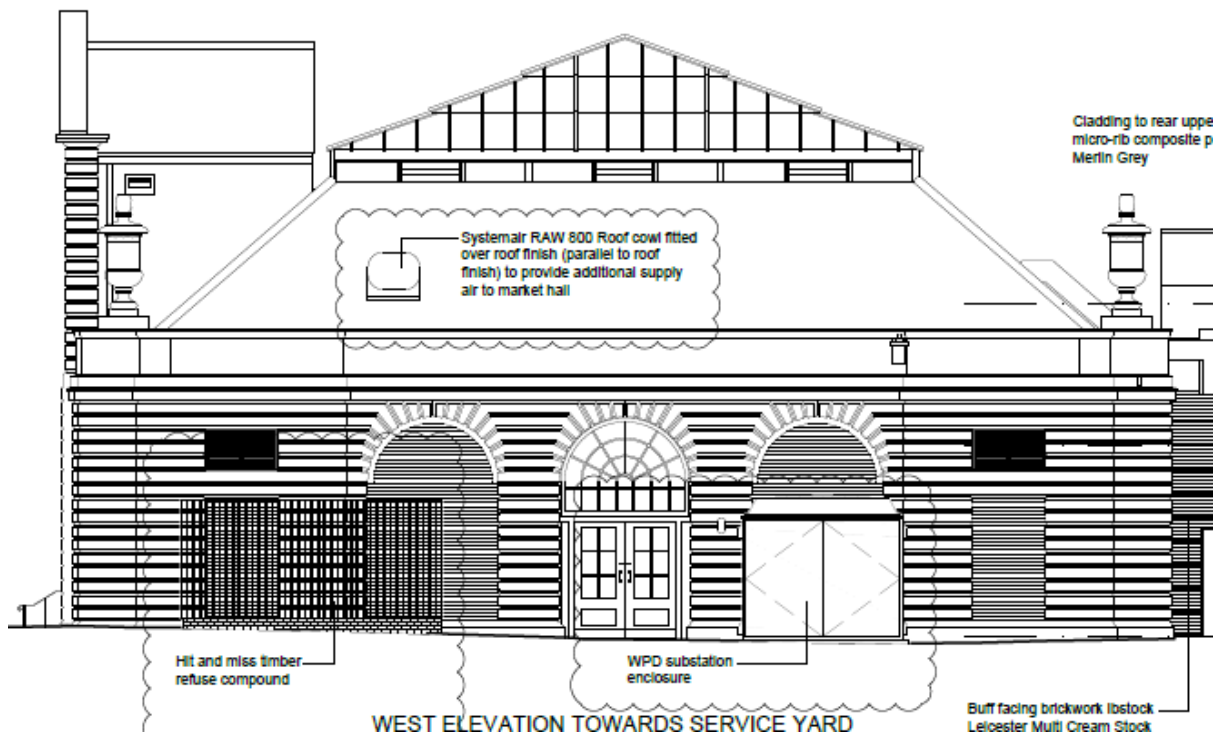 Cladding to rear uppe
micro-rib composite p
Merlin Grey
Systemair RAW 800 Roof cowl fitted
over roof finish (parallel to roof
finish) to provide additional supply
air to market hall
Hit and miss timber
refuse compound
WPD substation
enclosure
WEST ELEVATION TOWARDS SERVICE YARD
Buff facing brickwork Ibstock
Leicester Multi Cream Stock